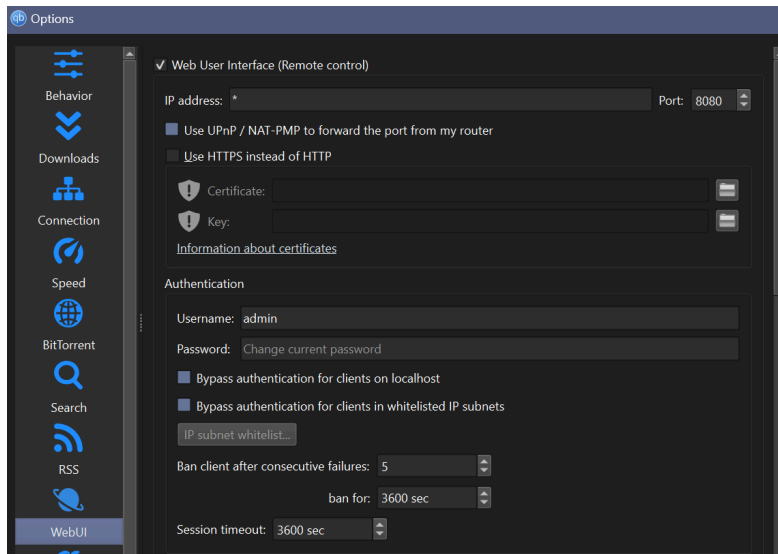 qb Options
Behavior
Downloads
Connection
Speed
BitTorrent
Search
RSS
WebUI
Web User Interface (Remote control)
IP address: * Port: 8080
Use UPnP / NAT-PMP to forward the port from my router
Use HTTPS instead of HTTP
Certificate:
Key:
Information about certificates
Authentication
Username: admin
Password: Change current password
Bypass authentication for clients on localhost
Bypass authentication for clients in whitelisted IP subnets
IP subnet whitelist...
Ban client after consecutive failures: 5
ban for: 3600 sec
Session timeout: 3600 sec